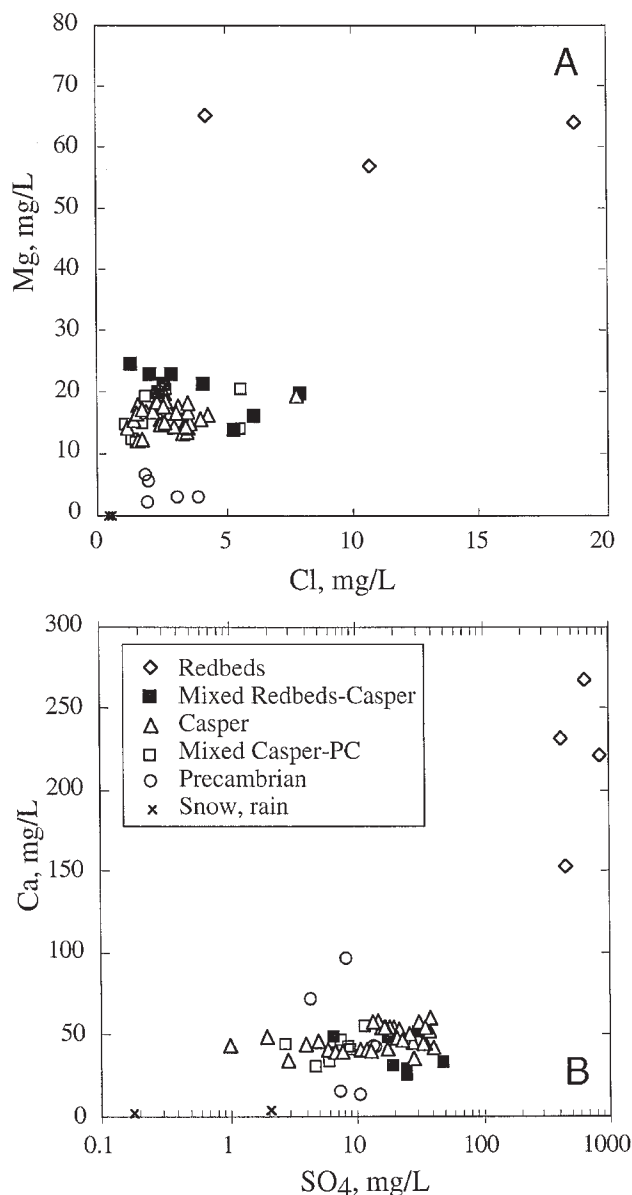 80
A
70
60
50
Mg, mg/L
40
30
20
10
0
0 5 10 15 20
Cl, mg/L
300
Redbeds
Mixed Redbeds-Casper
250
Casper
Mixed Casper-PC
200
Precambrian
Snow, rain
Ca, mg/L
150
100
50
B
0
0.1 1 10 100 1000
SO4, mg/L